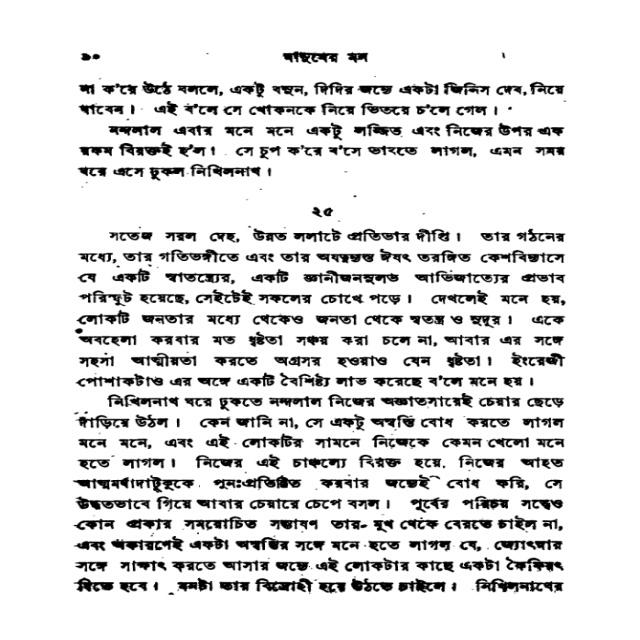 ৯০ মানুষের মন
না ক'রে উঠে বললে, একটু বসুন, দিদির জন্যে একটা জিনিস দেব, নিয়ে
যাবেন। এই ব'লে সে খোকনকে নিয়ে ভিতরে চ'লে গেল।
নন্দলাল এবার মনে মনে একটু লজ্জিত এবং নিজের উপর এক
রকম বিরক্তই হ'ল। সে চুপ ক'রে ব'সে ভাবতে লাগল, এমন সময়
ঘরে এসে ঢুকল নিখিলনাথ।
২৫
সতেজ সরল দেহ, উন্নত ললাটে প্রতিভার দীপ্তি। তার গঠনের
মধ্যে, তার গতিভঙ্গীতে এবং তার অযত্নন্যস্ত ঈষৎ তরঙ্গিত কেশবিন্যাসে
যে একটি স্বাতন্ত্র্যের, একটি জ্ঞানীজনসুলভ আভিজাত্যের প্রভাব
পরিস্ফুট হয়েছে, সেইটেই সকলের চোখে পড়ে। দেখলেই মনে হয়,
লোকটি জনতার মধ্যে থেকেও জনতা থেকে স্বতন্ত্র ও সুদূর। একে
অবহেলা করবার মত ধৃষ্টতা সঞ্চয় করা চলে না, আবার এর সঙ্গে
সহসা আত্মীয়তা করতে অগ্রসর হওয়াও যেন ধৃষ্টতা। ইংরেজী
পোশাকটাও এর অঙ্গে একটি বৈশিষ্ট্য লাভ করেছে ব'লে মনে হয়।
নিখিলনাথ ঘরে ঢুকতে নন্দলাল নিজের অজ্ঞাতসারেই চেয়ার ছেড়ে
দাঁড়িয়ে উঠল। কেন জানি না, সে একটু অস্বস্তি বোধ করতে লাগল
মনে মনে, এবং এই লোকটির সামনে নিজেকে কেমন খেলো মনে
হতে লাগল। নিজের এই চাঞ্চল্যে বিরক্ত হয়ে, নিজের আহত
আত্মমর্যাদাটুকুকে পুনঃপ্রতিষ্ঠিত করবার জন্যেই বোধ করি, সে
উদ্ধতভাবে গিয়ে আবার চেয়ারে চেপে বসল। পূর্বের পরিচয় সত্ত্বেও
কোন প্রকার সময়োচিত সম্ভাষণ তার মুখ থেকে বেরতে চাইল না,
এবং অকারণেই একটা অস্বস্তির সঙ্গে মনে হতে লাগল যে, জ্যোৎস্নার
সঙ্গে সাক্ষাৎ করতে আসার জন্যে এই লোকটার কাছে একটা কৈফিয়ৎ
দিতে হবে। মনটা তার বিদ্রোহী হয়ে উঠতে চাইলে। নিখিলনাথের